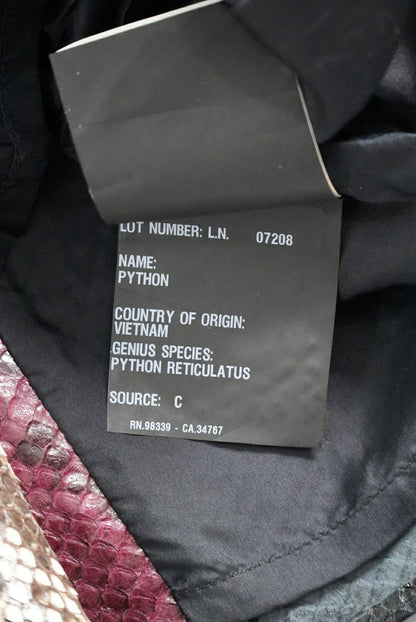 LOT NUMBER: L.N. 07208
NAME:
PYTHON
COUNTRY OF ORIGIN:
VIETNAM
GENIUS SPECIES:
PYTHON RETICULATUS
SOURCE: C
RN.98339 - CA.34767